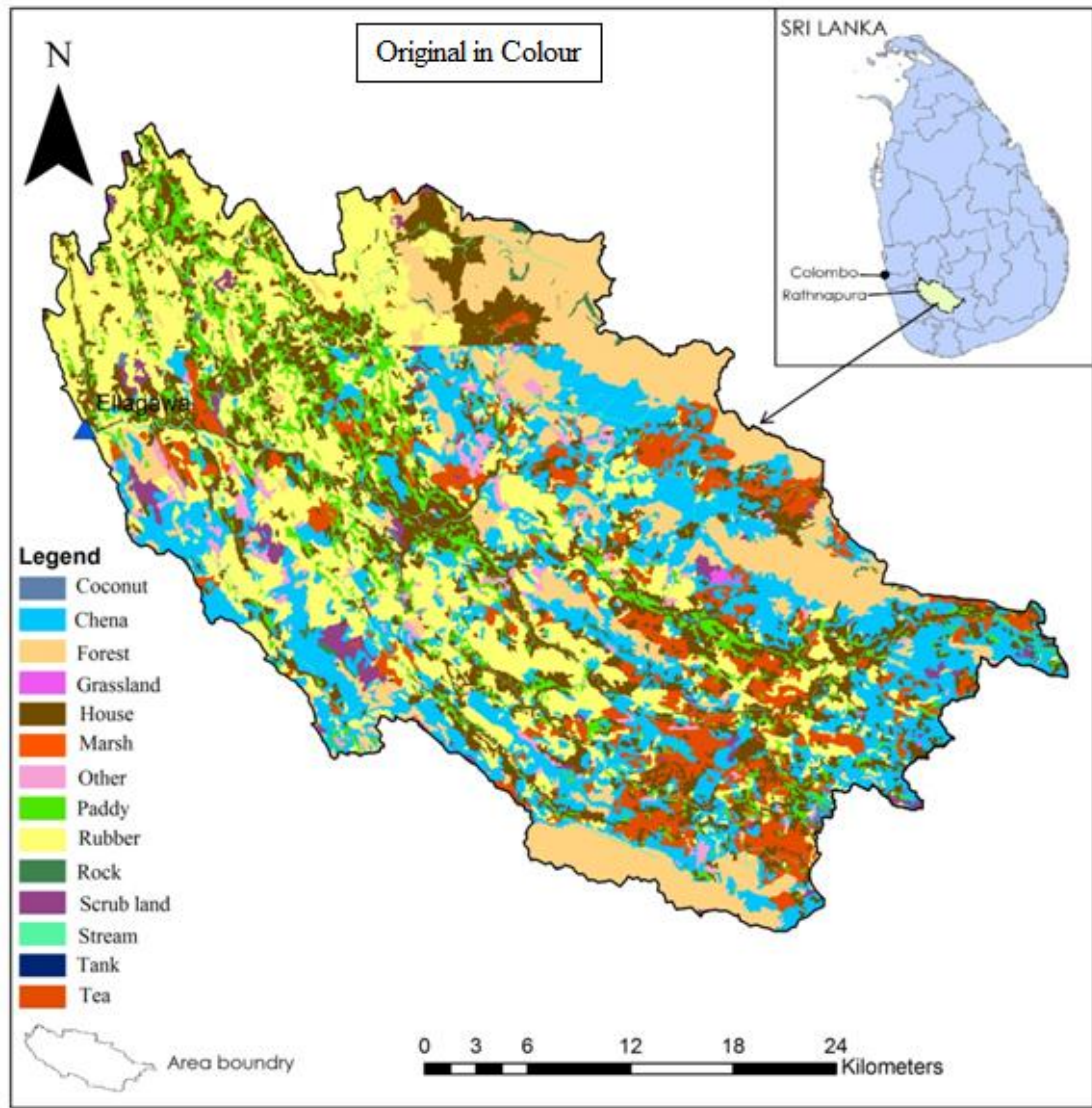 Original in Colour
N
SRI LANKA
Colombo
Rathnapura
Ellagawa
Legend
Coconut
Chena
Forest
Grassland
House
Marsh
Other
Paddy
Rubber
Rock
Scrub land
Stream
Tank
Tea
Area boundry
0 3 6 12 18 24
Kilometers